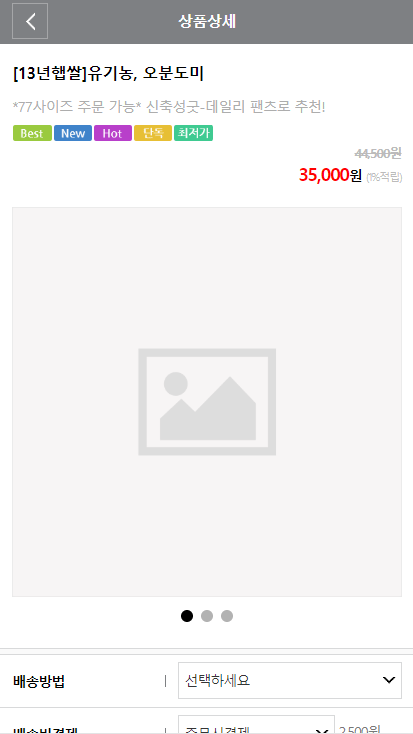 상품상세
[13년햅쌀]유기농, 오분도미
*77사이즈 주문 가능* 신축성굿-데일리 팬츠로 추천!
Best New Hot 단독 최저가
44,500원
35,000원 (1%적립)
배송방법 | 선택하세요
배송비결제 | 주문시결제 2,500원